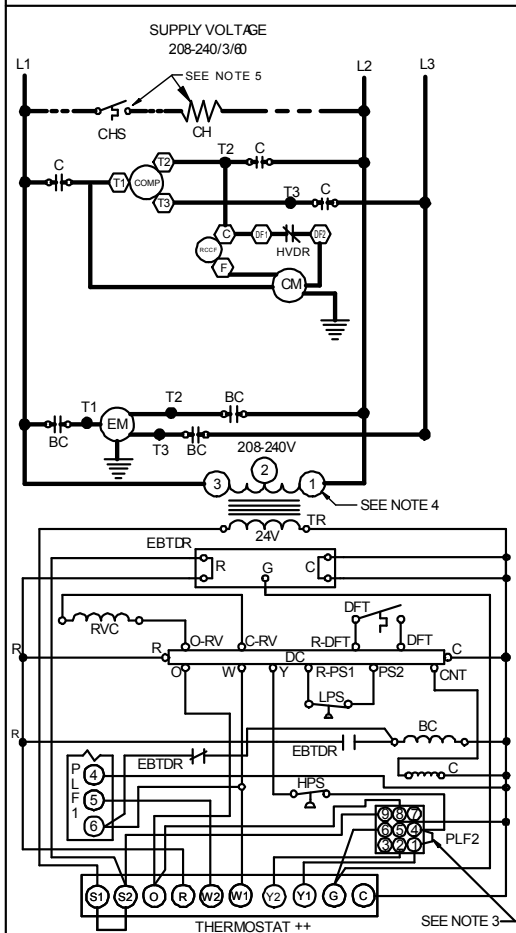 SUPPLY VOLTAGE
208-240/3/60
L1
L2
L3
SEE NOTE 5
CHS
CH
C
T2
T2
C
T1
COMP
T3
T3
C
C
DF1
DF2
HVDR
RCCF
F
CM
T1
EM
T2
BC
BC
T3
BC
208-240V
3
2
1
SEE NOTE 4
TR
24V
EBTDR
R
G
C
RVC
DFT
O-RV
C-RV
R-DFT
DFT
R
R
DC
C
O
W
Y
R-PS1
PS2
CNT
LPS
R
EBTDR
BC
EBTDR
C
P
L
F
1
4
5
6
HPS
9
8
7
6
5
4
3
2
1
PLF2
S1
S2
O
R
W2
W1
Y2
Y1
G
C
THERMOSTAT ++
SEE NOTE 3